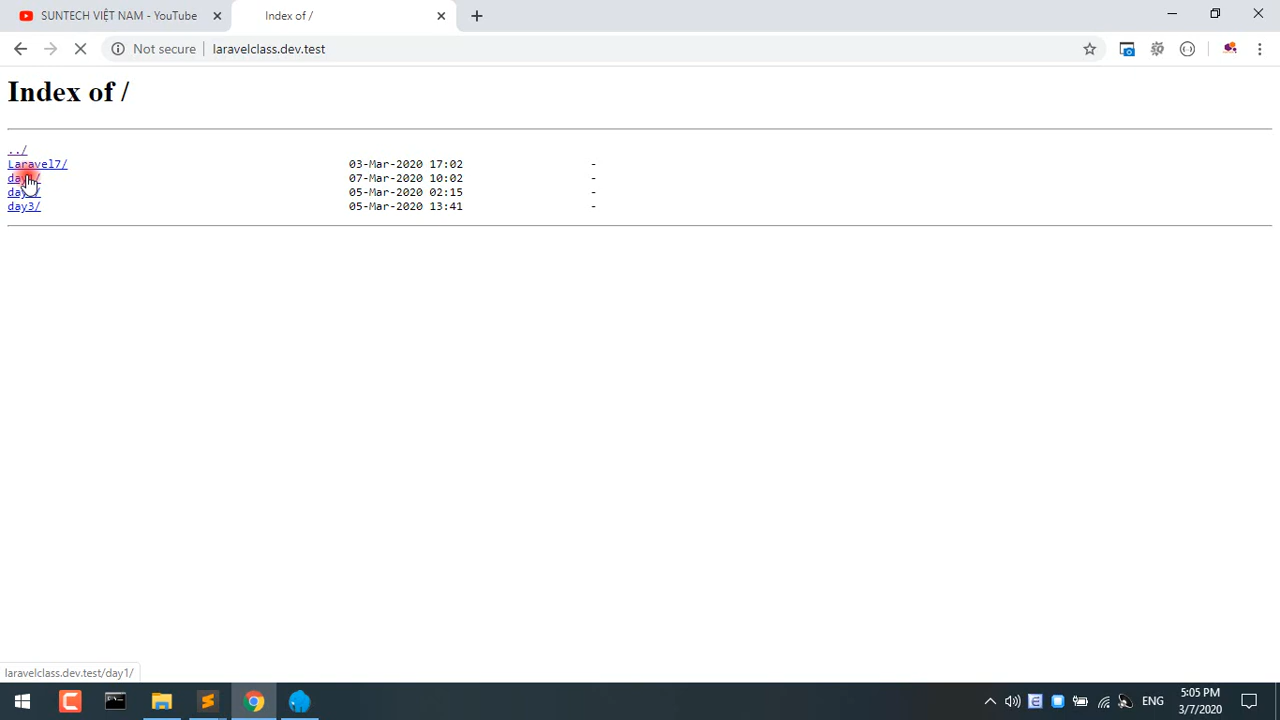 SUNTECH VIỆT NAM - YouTube
Index of /
Not secure
laravelclass.dev.test
Index of /
../
Laravel7/ 03-Mar-2020 17:02 -
07-Mar-2020 10:02 -
05-Mar-2020 02:15 -
day3/ 05-Mar-2020 13:41 -
laravelclass.dev.test/day1/
ENG
5:05 PM
3/7/2020